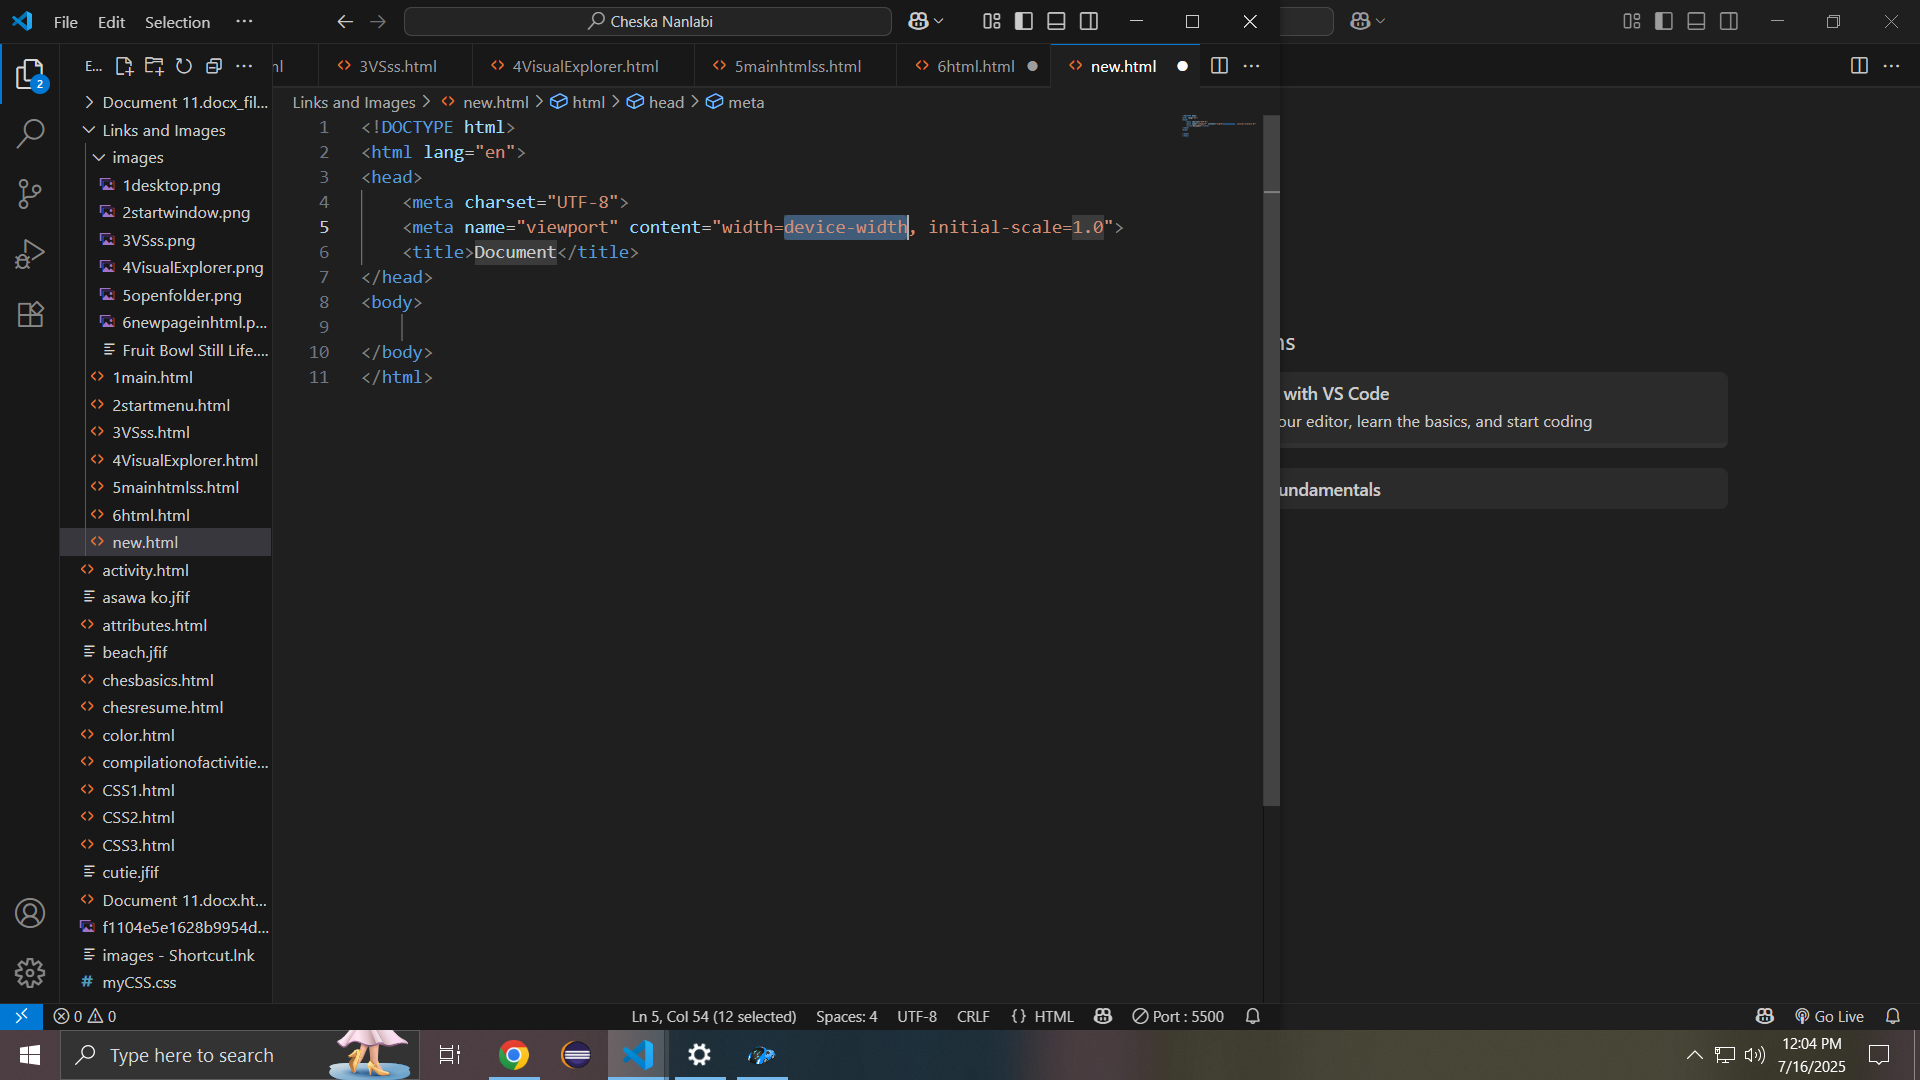 File Edit Selection ··· Cheska Nanlabi
E... ··· nl 3VSss.html 4VisualExplorer.html 5mainhtmlss.html 6html.html new.html ···
Links and Images > new.html > html > head > meta
Document 11.docx_fil...
Links and Images
images
1desktop.png
2startwindow.png
3VSss.png
4VisualExplorer.png
5openfolder.png
6newpageinhtml.p...
Fruit Bowl Still Life....
1main.html
2startmenu.html
3VSss.html
4VisualExplorer.html
5mainhtmlss.html
6html.html
new.html
activity.html
asawa ko.jfif
attributes.html
beach.jfif
chesbasics.html
chesresume.html
color.html
compilationofactivitie...
CSS1.html
CSS2.html
CSS3.html
cutie.jfif
Document 11.docx.ht...
f1104e5e1628b9954d...
images - Shortcut.lnk
myCSS.css
1 <!DOCTYPE html>
2 <html lang="en">
3 <head>
4 <meta charset="UTF-8">
5 <meta name="viewport" content="width=device-width, initial-scale=1.0">
6 <title>Document</title>
7 </head>
8 <body>
9
10 </body>
11 </html>
ns
with VS Code
our editor, learn the basics, and start coding
undamentals
2
0 0 Ln 5, Col 54 (12 selected) Spaces: 4 UTF-8 CRLF {} HTML Port : 5500 Go Live
Type here to search
12:04 PM
7/16/2025